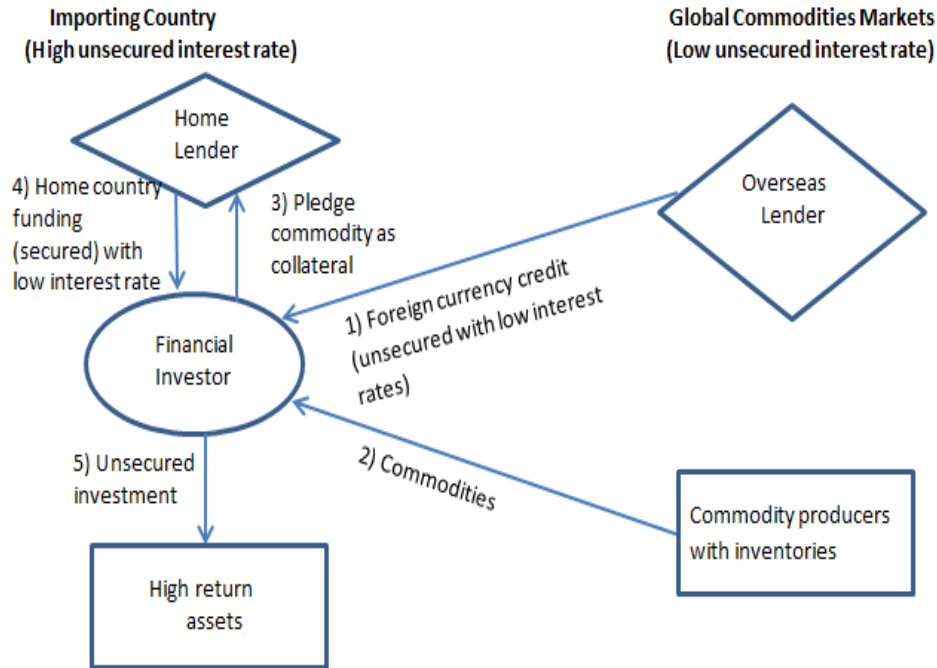 Importing Country
(High unsecured interest rate)
Global Commodities Markets
(Low unsecured interest rate)
Home
Lender
Overseas
Lender
4) Home country
funding
(secured) with
low interest rate
3) Pledge
commodity as
collateral
1) Foreign currency credit
(unsecured with low interest
rates)
Financial
Investor
2) Commodities
5) Unsecured
investment
Commodity producers
with inventories
High return
assets